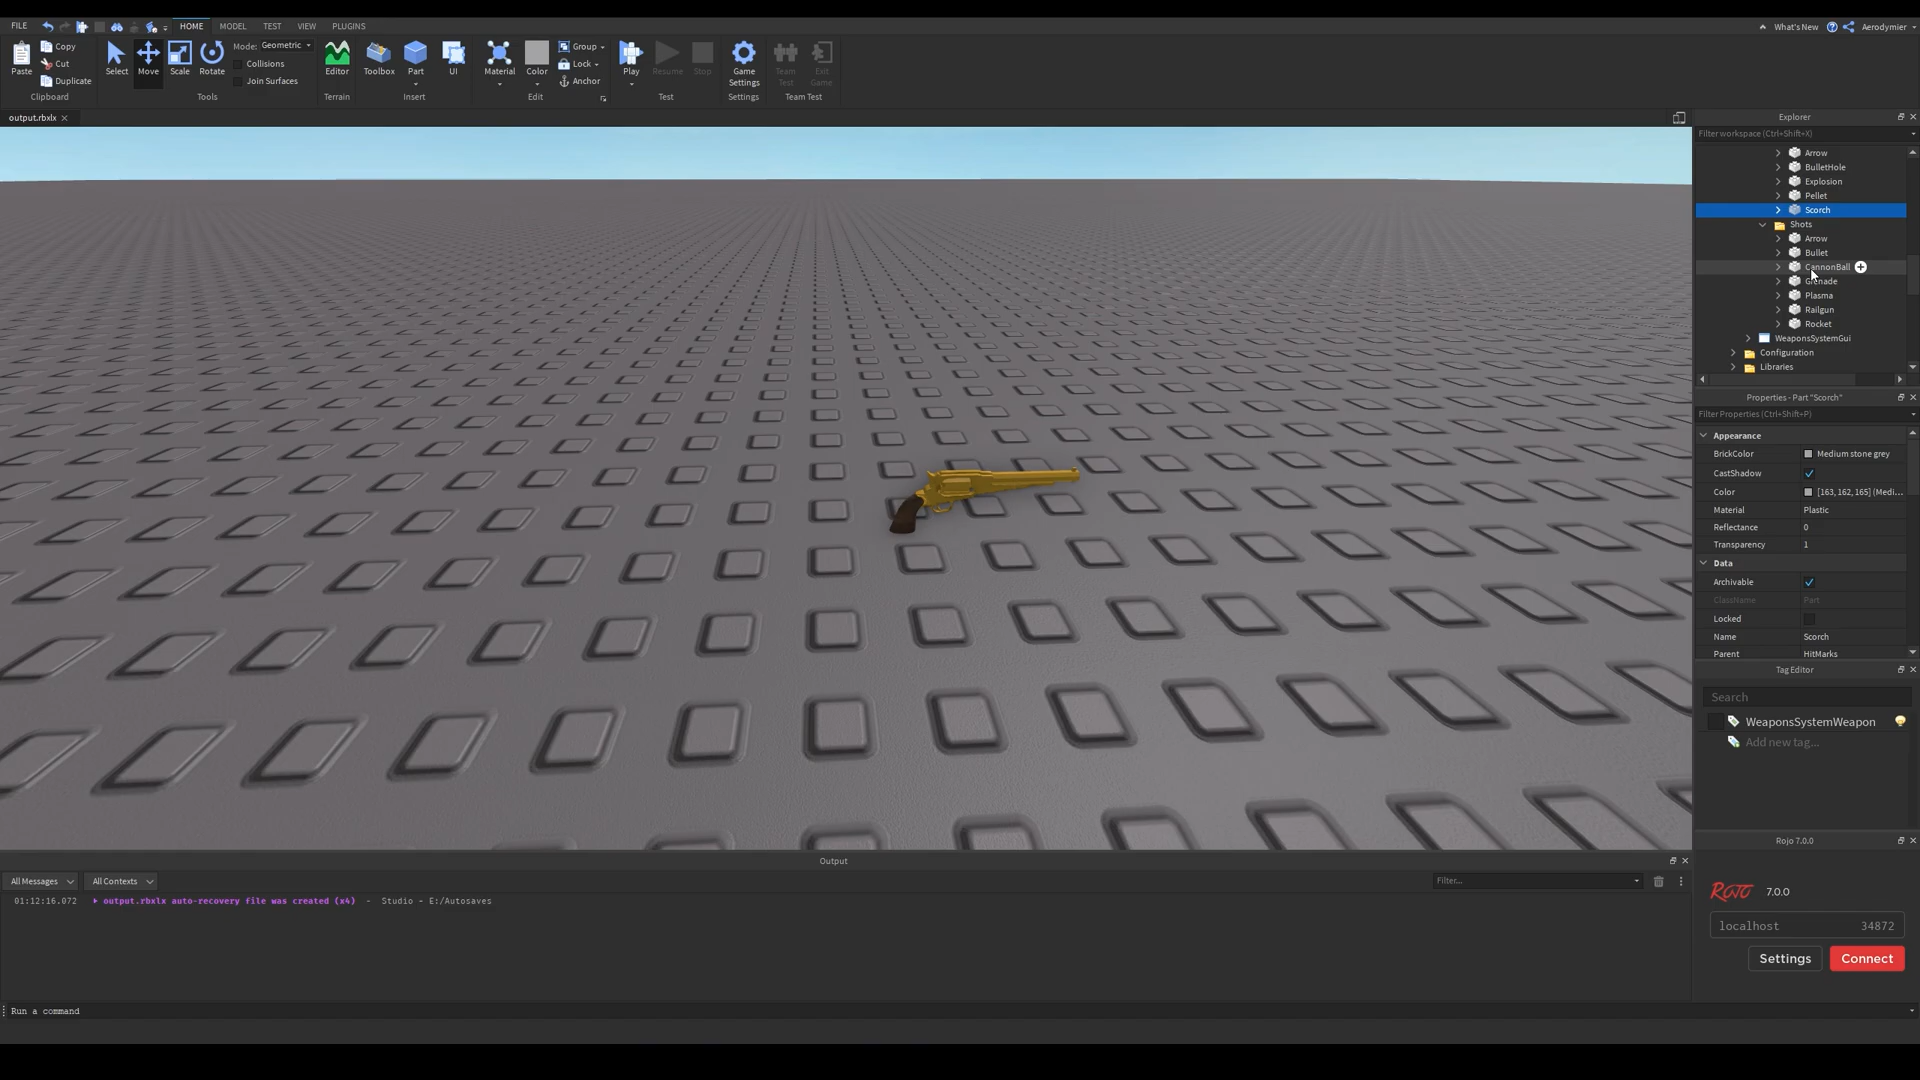 FILE HOME MODEL TEST VIEW PLUGINS What's New Aerodymier
Paste Copy Cut Duplicate
Clipboard
Select Move Scale Rotate Mode: Geometric Collisions Join Surfaces
Tools
Editor
Terrain
Toolbox Part UI
Insert
Material Color Group Lock Anchor
Edit
Play Resume Stop
Test
Game Settings
Settings
Team Test Exit Game
Team Test
output.rbxlx
Explorer
Filter workspace (Ctrl+Shift+X)
Arrow
BulletHole
Explosion
Pellet
Scorch
Shots
Arrow
Bullet
CannonBall
Grenade
Plasma
Railgun
Rocket
WeaponsSystemGui
Configuration
Libraries
Properties - Part "Scorch"
Filter Properties (Ctrl+Shift+P)
Appearance
BrickColor Medium stone grey
CastShadow
Color [163, 162, 165] (Medi...
Material Plastic
Reflectance 0
Transparency 1
Data
Archivable
ClassName Part
Locked
Name Scorch
Parent HitMarks
Tag Editor
Search
WeaponsSystemWeapon
Add new tag...
Rojo 7.0.0
Rojo 7.0.0
localhost 34872
Settings Connect
Output
All Messages All Contexts Filter...
01:12:16.072 output.rbxlx auto-recovery file was created (x4) - Studio - E:/Autosaves
Run a command